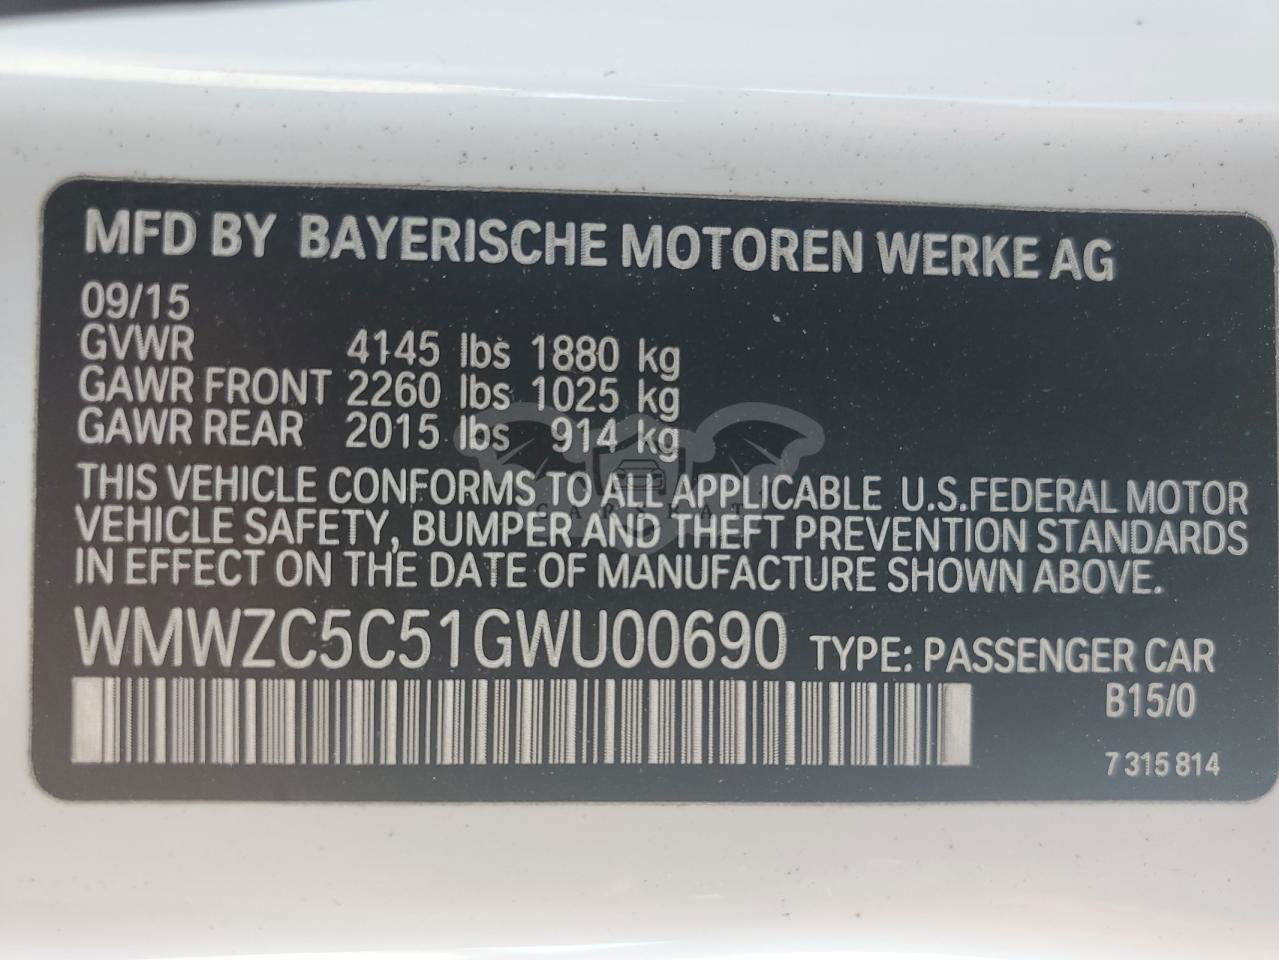 MFD BY BAYERISCHE MOTOREN WERKE AG
09/15
GVWR 4145 lbs 1880 kg
GAWR FRONT 2260 lbs 1025 kg
GAWR REAR 2015 lbs 914 kg
THIS VEHICLE CONFORMS TO ALL APPLICABLE U.S.FEDERAL MOTOR
VEHICLE SAFETY, BUMPER AND THEFT PREVENTION STANDARDS
IN EFFECT ON THE DATE OF MANUFACTURE SHOWN ABOVE.
WMWZC5C51GWU00690 TYPE: PASSENGER CAR
B15/0
7 315 814